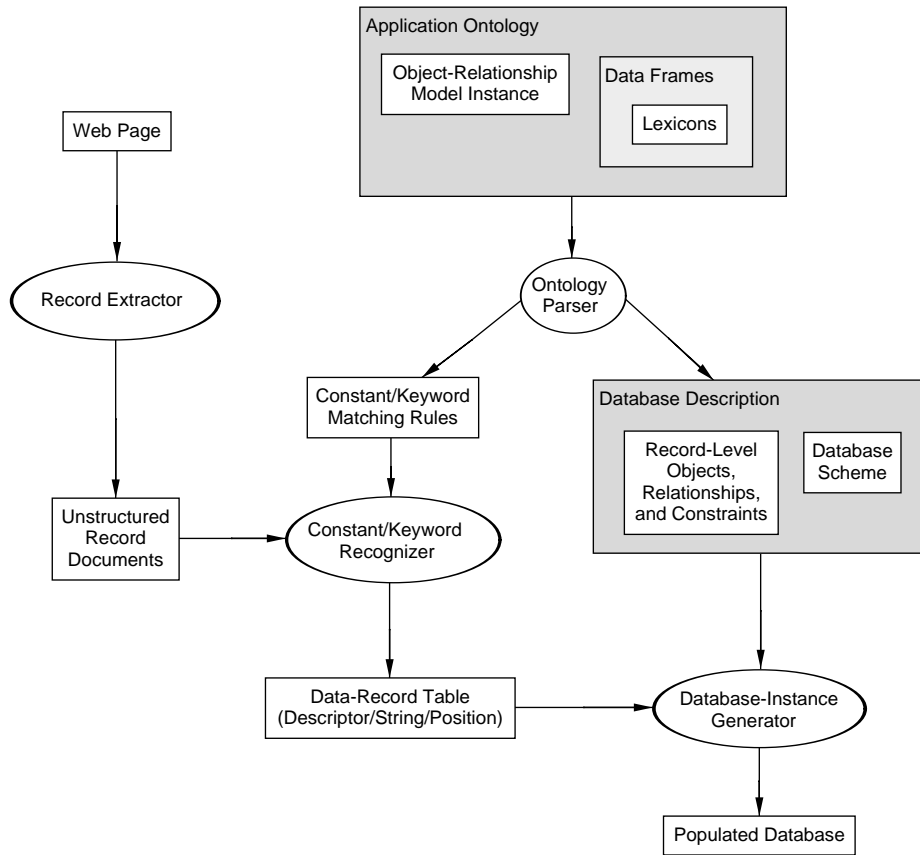 Application Ontology
Object-Relationship
Model Instance
Data Frames
Lexicons
Web Page
Record Extractor
Ontology
Parser
Constant/Keyword
Matching Rules
Database Description
Record-Level
Objects,
Relationships,
and Constraints
Database
Scheme
Unstructured
Record
Documents
Constant/Keyword
Recognizer
Data-Record Table
(Descriptor/String/Position)
Database-Instance
Generator
Populated Database